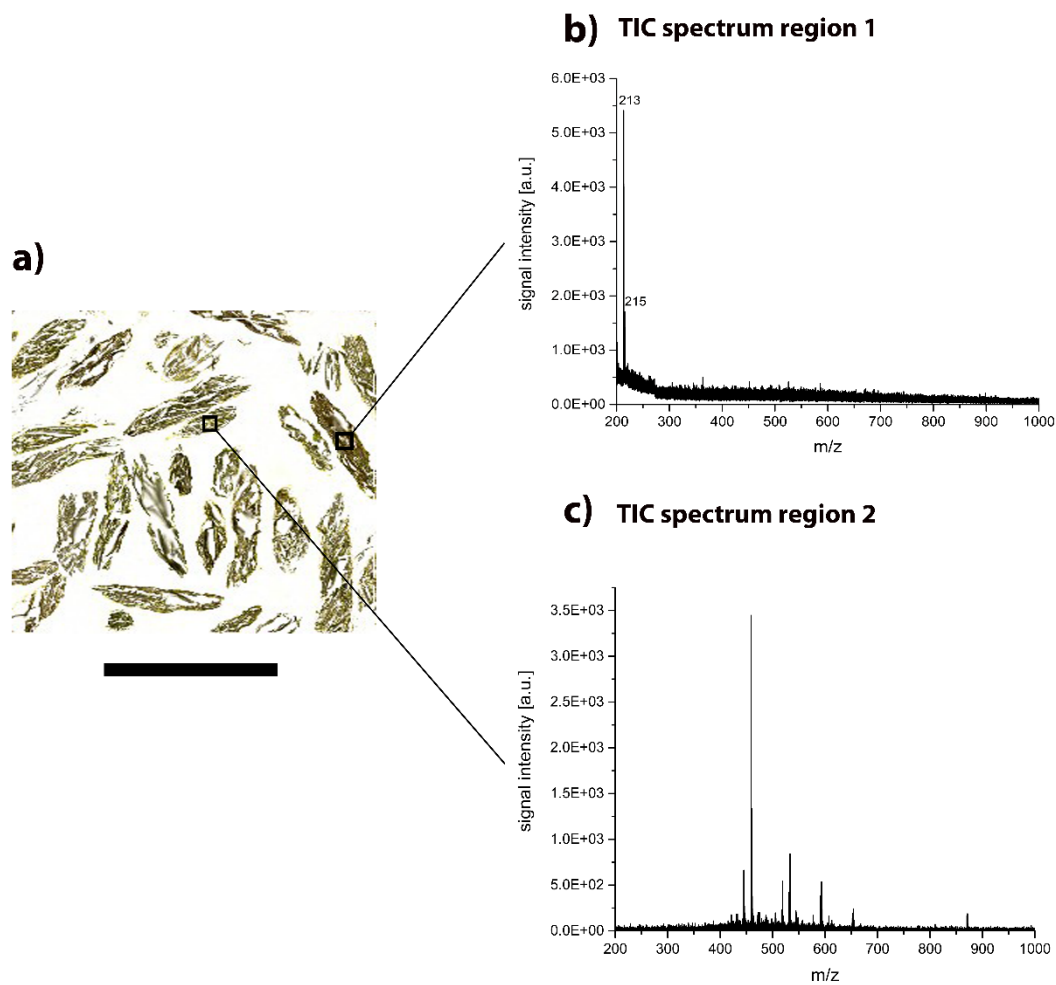 b) TIC spectrum region 1
6.0E+03
213
5.0E+03
4.0E+03
3.0E+03
2.0E+03
215
1.0E+03
0.0E+00
signal intensity [a.u.]
200 300 400 500 600 700 800 900 1000
m/z
a)
c) TIC spectrum region 2
3.5E+03
3.0E+03
2.5E+03
2.0E+03
1.5E+03
1.0E+03
5.0E+02
0.0E+00
signal intensity [a.u.]
200 300 400 500 600 700 800 900 1000
m/z